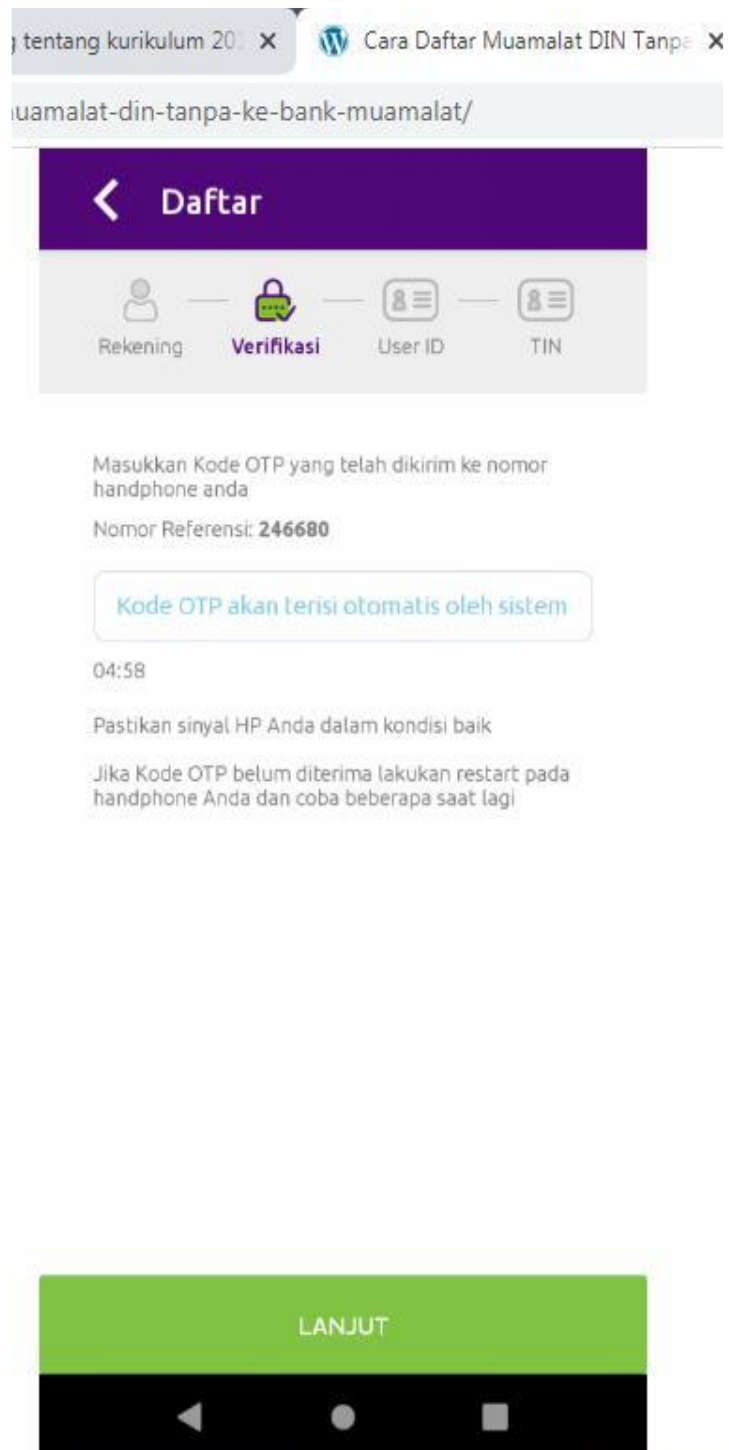 tentang kurikulum 20
Cara Daftar Muamalat DIN Tanpa
uamalat-din-tanpa-ke-bank-muamalat/
Daftar
Rekening
Verifikasi
User ID
TIN
Masukkan Kode OTP yang telah dikirim ke nomor
handphone anda
Nomor Referensi: 246680
Kode OTP akan terisi otomatis oleh sistem
04:58
Pastikan sinyal HP Anda dalam kondisi baik
Jika Kode OTP belum diterima lakukan restart pada
handphone Anda dan coba beberapa saat lagi
LANJUT